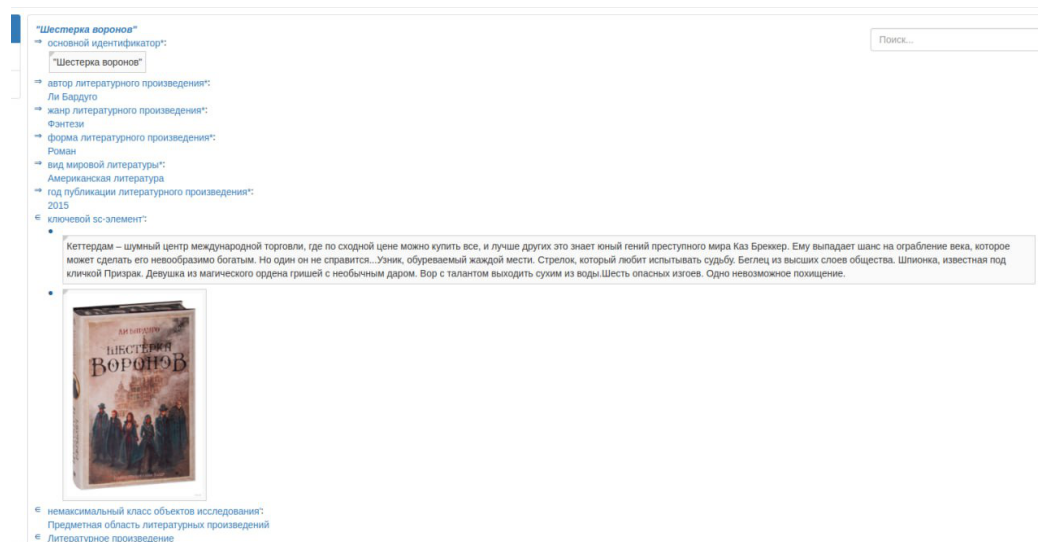 "Шестерка воронов"
Поиск...
⇒ основной идентификатор*:
"Шестерка воронов"
⇒ автор литературного произведения*:
Ли Бардуго
⇒ жанр литературного произведения*:
Фэнтези
⇒ форма литературного произведения*:
Роман
⇒ вид мировой литературы*:
Американская литература
⇒ год публикации литературного произведения*:
2015
∈ ключевой sc-элемент':
•
Кеттердам – шумный центр международной торговли, где по сходной цене можно купить все, и лучше других это знает юный гений преступного мира Каз Бреккер. Ему выпадает шанс на ограбление века, которое
может сделать его невообразимо богатым. Но один он не справится...Узник, обуреваемый жаждой мести. Стрелок, который любит испытывать судьбу. Беглец из высших слоев общества. Шпионка, известная под
кличкой Призрак. Девушка из магического ордена гришей с необычным даром. Вор с талантом выходить сухим из воды.Шесть опасных изгоев. Одно невозможное похищение.
•
ЛИ БАРДУГО
ШЕСТЕРКА
ВОРОНОВ
∈ немаксимальный класс объектов исследования':
Предметная область литературных произведений
∈ Литературное произведение